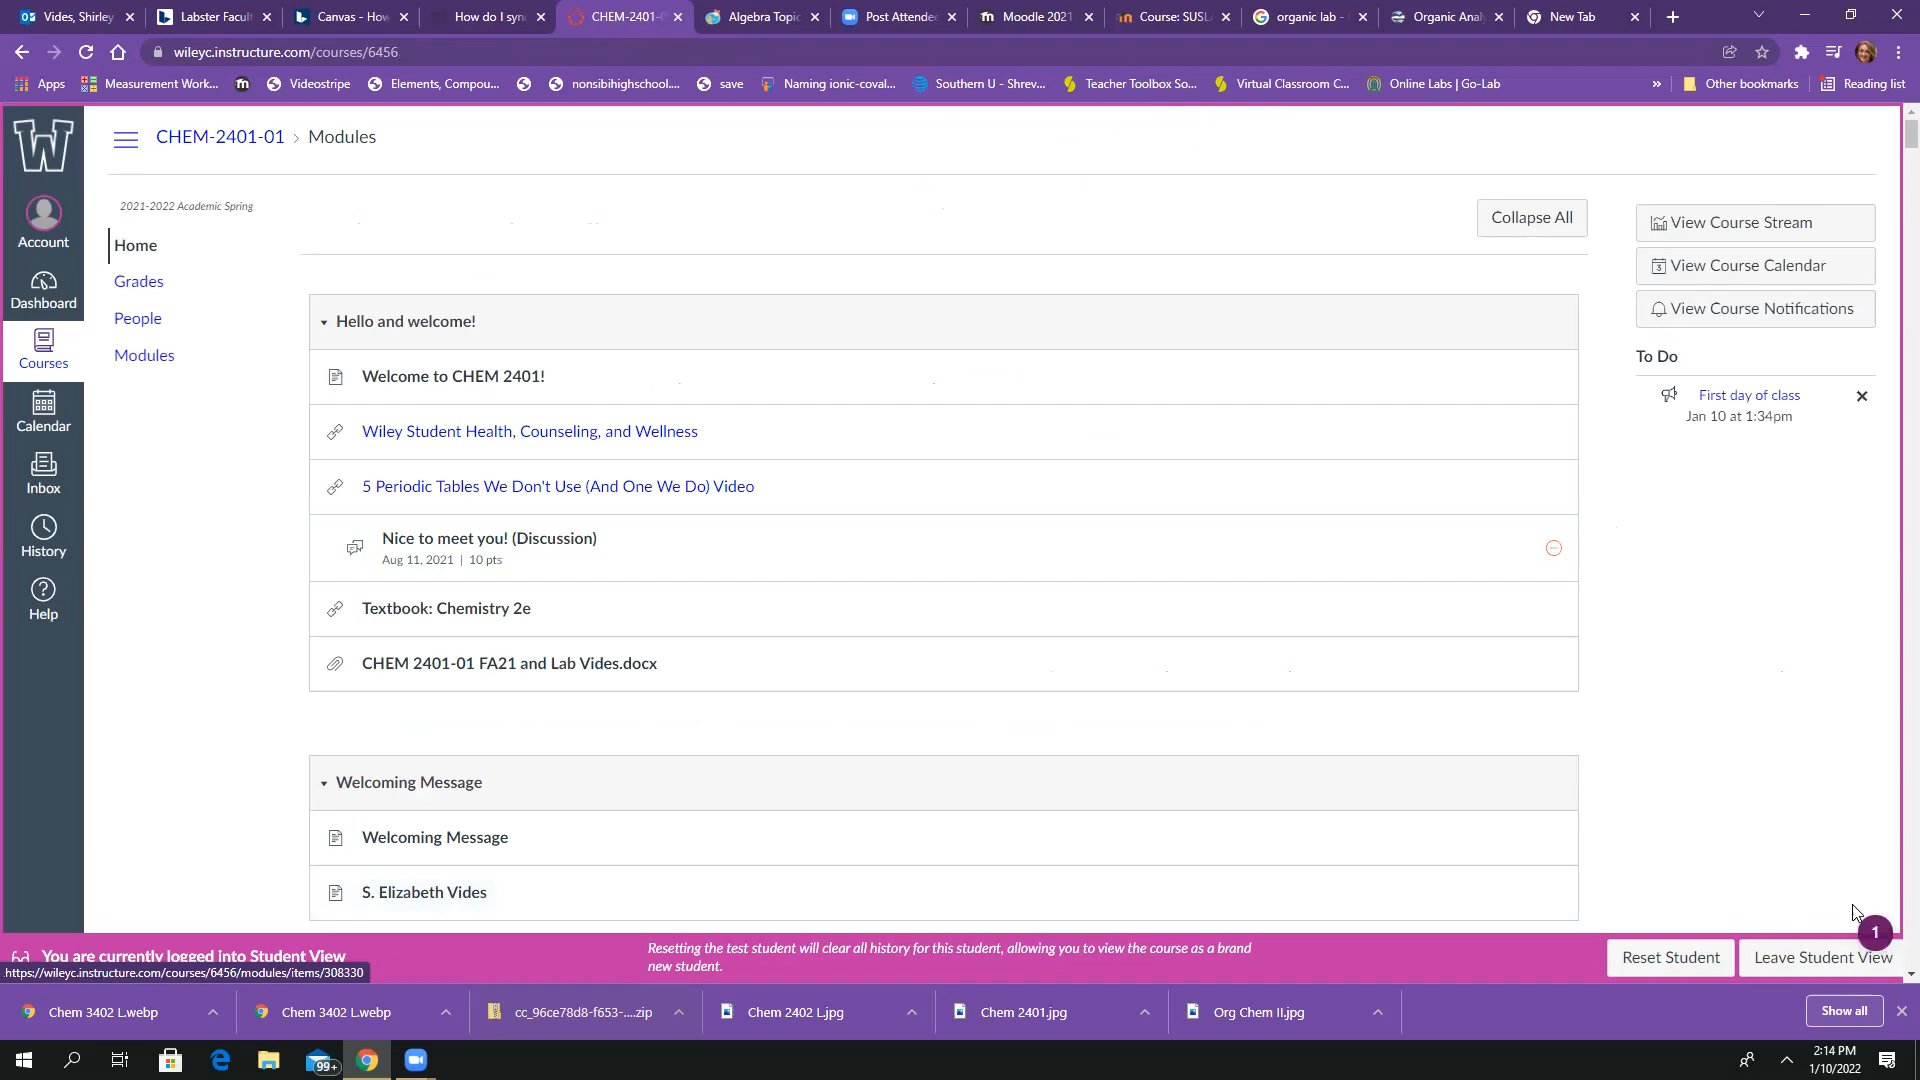 Vides, Shirley
Labster Facul
Canvas - How
How do I syn
CHEM-2401-0
Algebra Topic
Post Attendee
Moodle 2021
Course: SUSL
organic lab -
Organic Anal
New Tab
wileyc.instructure.com/courses/6456
Apps
Measurement Work...
Videostripe
Elements, Compou...
nonsibihighschool....
save
Naming ionic-coval...
Southern U - Shrev...
Teacher Toolbox So...
Virtual Classroom C...
Online Labs | Go-Lab
»
Other bookmarks
Reading list
W
CHEM-2401-01 › Modules
2021-2022 Academic Spring
Collapse All
Account
Dashboard
Courses
Calendar
Inbox
History
Help
Home
Grades
People
Modules
Hello and welcome!
Welcome to CHEM 2401!
Wiley Student Health, Counseling, and Wellness
5 Periodic Tables We Don't Use (And One We Do) Video
Nice to meet you! (Discussion)
Aug 11, 2021 | 10 pts
Textbook: Chemistry 2e
CHEM 2401-01 FA21 and Lab Vides.docx
Welcoming Message
Welcoming Message
S. Elizabeth Vides
View Course Stream
View Course Calendar
View Course Notifications
To Do
First day of class
Jan 10 at 1:34pm
1
You are currently logged into Student View
https://wileyc.instructure.com/courses/6456/modules/items/308330
Resetting the test student will clear all history for this student, allowing you to view the course as a brand
new student.
Reset Student
Leave Student View
Chem 3402 L.webp
Chem 3402 L.webp
cc_96ce78d8-f653-....zip
Chem 2402 L.jpg
Chem 2401.jpg
Org Chem II.jpg
Show all
99+
2:14 PM
1/10/2022